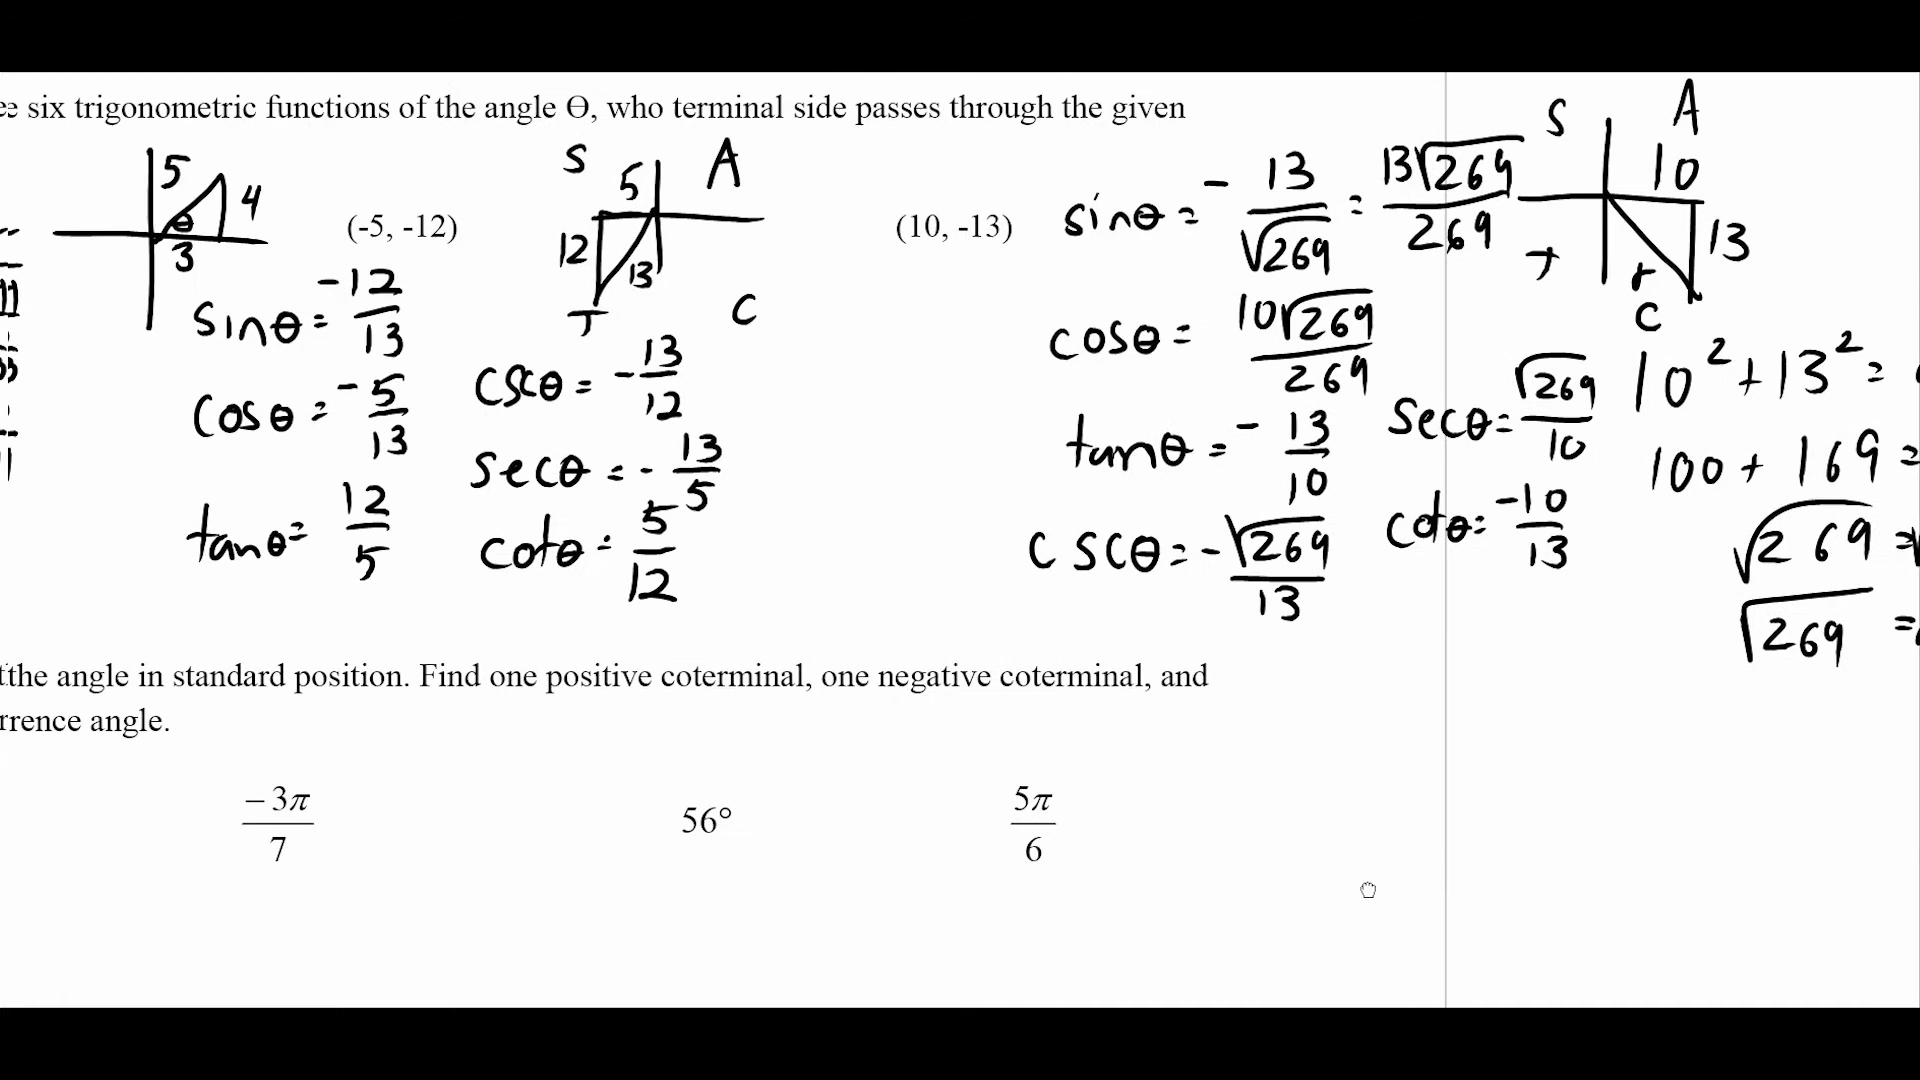 six trigonometric functions of the angle Ө, who terminal side passes through the given
5
4
θ
3
(-5, -12)
S
5
A
12
13
T
C
sinθ = -12/13
cosθ = -5/13
tanθ = 12/5
cscθ = -13/12
secθ = -13/5
cotθ = 5/12
(10, -13)
sinθ = - 13/√269 = 13√269/269
cosθ = 10√269/269
tanθ = - 13/10
cscθ = - √269/13
secθ = √269/10
cotθ = -10/13
S
A
10
13
T
r
C
10² + 13² =
100 + 169 =
√269 =
√269 =
the angle in standard position. Find one positive coterminal, one negative coterminal, and
rrence angle.
-3π/7
56°
5π/6